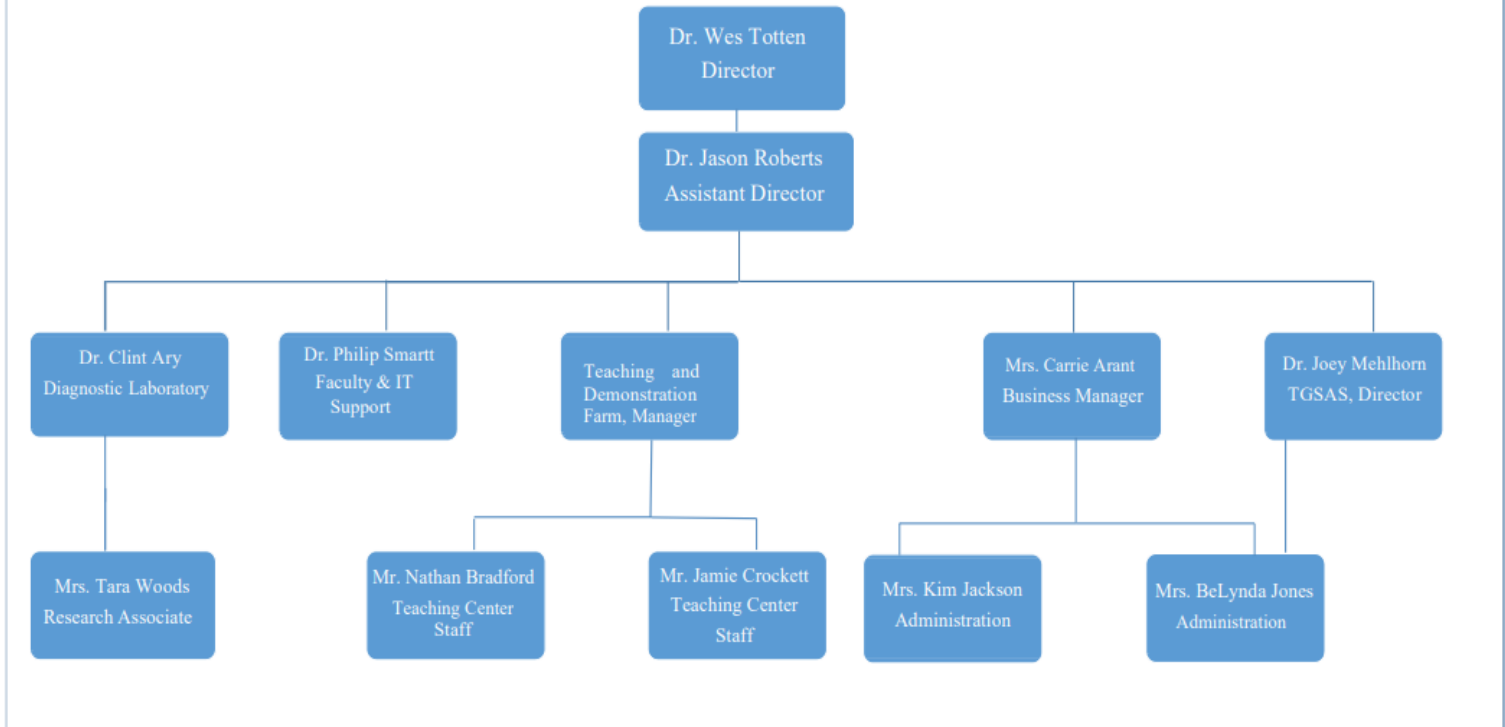 Dr. Wes Totten
Director
Dr. Jason Roberts
Assistant Director
Dr. Clint Ary
Diagnostic Laboratory
Dr. Philip Smartt
Faculty & IT
Support
Teaching and
Demonstration
Farm, Manager
Mrs. Carrie Arant
Business Manager
Dr. Joey Mehlhorn
TGSAS, Director
Mrs. Tara Woods
Research Associate
Mr. Nathan Bradford
Teaching Center
Staff
Mr. Jamie Crockett
Teaching Center
Staff
Mrs. Kim Jackson
Administration
Mrs. BeLynda Jones
Administration